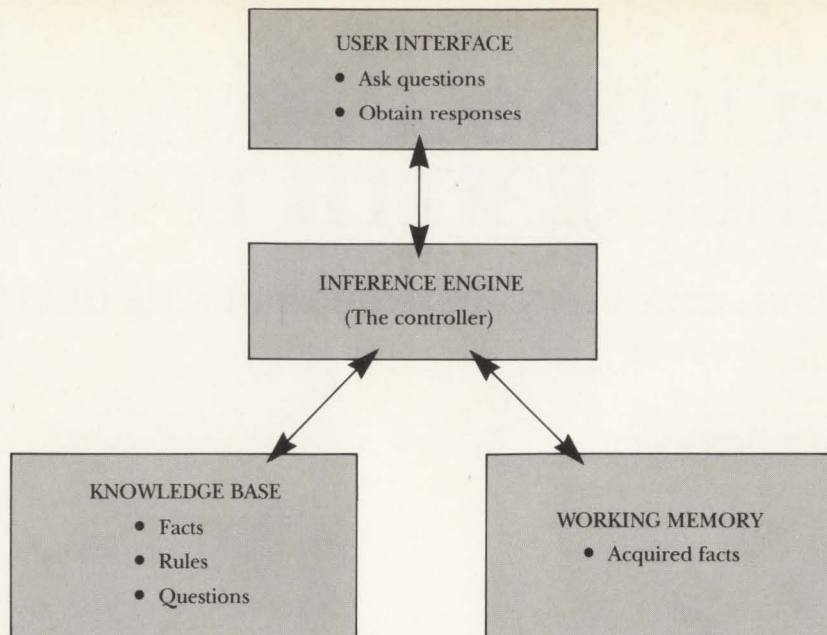 USER INTERFACE
• Ask questions
• Obtain responses
INFERENCE ENGINE
(The controller)
KNOWLEDGE BASE
• Facts
• Rules
• Questions
WORKING MEMORY
• Acquired facts